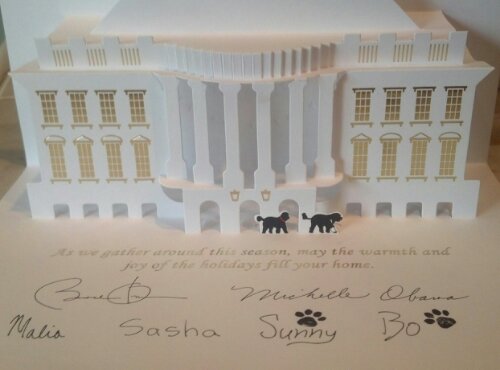 As we gather around this season, may the warmth and
joy of the holidays fill your home.
Michelle Obama
Malia Sasha Sunny Bo